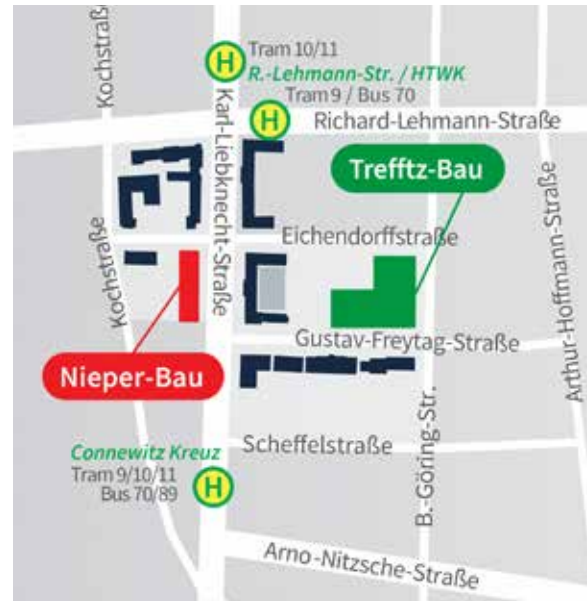 Kochstraße
H
Tram 10/11
R.-Lehmann-Str. / HTWK
Tram 9 / Bus 70
H
Richard-Lehmann-Straße
Karl-Liebknecht-Straße
Trefftz-Bau
Eichendorffstraße
Kochstraße
Arthur-Hoffmann-Straße
Gustav-Freytag-Straße
Nieper-Bau
B.-Göring-Str.
Connewitz Kreuz
Scheffelstraße
Tram 9/10/11
Bus 70/89
H
Arno-Nitzsche-Straße